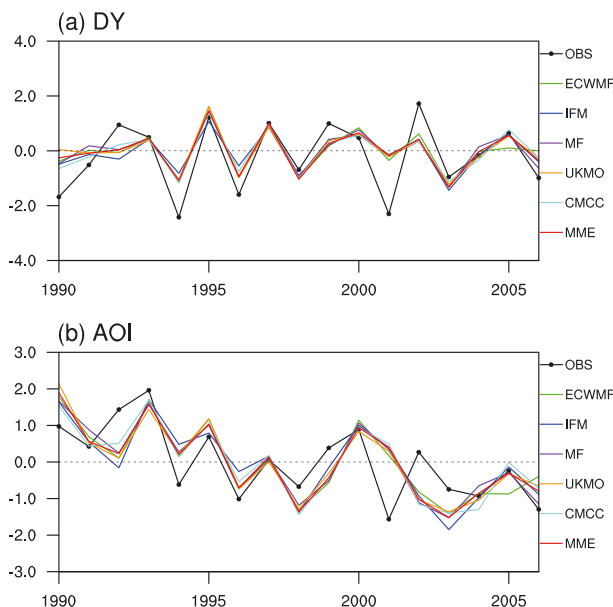 (a) DY
4.0
2.0
0.0
-2.0
-4.0
1990
1995
2000
2005
OBS
ECWMF
IFM
MF
UKMO
CMCC
MME
(b) AOI
3.0
2.0
1.0
0.0
-1.0
-2.0
-3.0
1990
1995
2000
2005
OBS
ECWMF
IFM
MF
UKMO
CMCC
MME